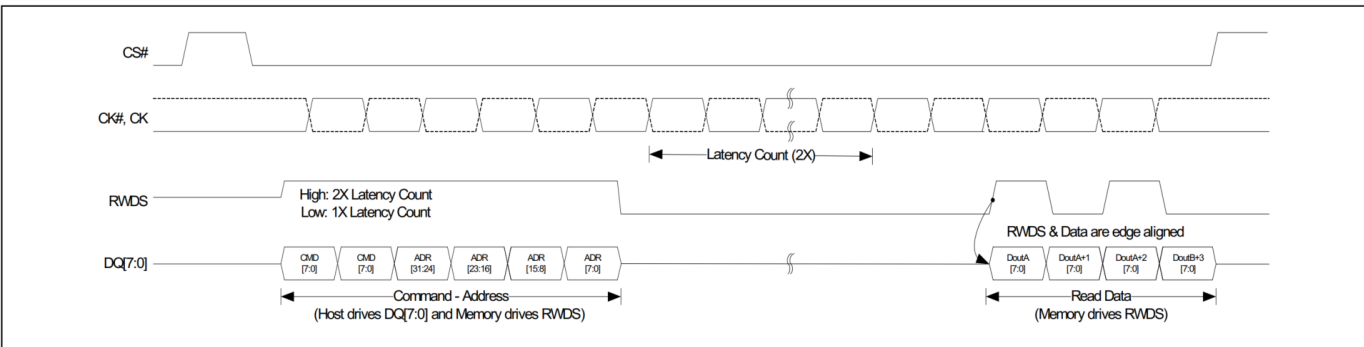 CS#
CK#, CK
Latency Count (2X)
RWDS
High: 2X Latency Count
Low: 1X Latency Count
RWDS & Data are edge aligned
DQ[7:0]
CMD [7:0]
CMD [7:0]
ADR [31:24]
ADR [23:16]
ADR [15:8]
ADR [7:0]
DoutA [7:0]
DoutA+1 [7:0]
DoutA+2 [7:0]
DoutB+3 [7:0]
Command - Address
(Host drives DQ[7:0] and Memory drives RWDS)
Read Data
(Memory drives RWDS)